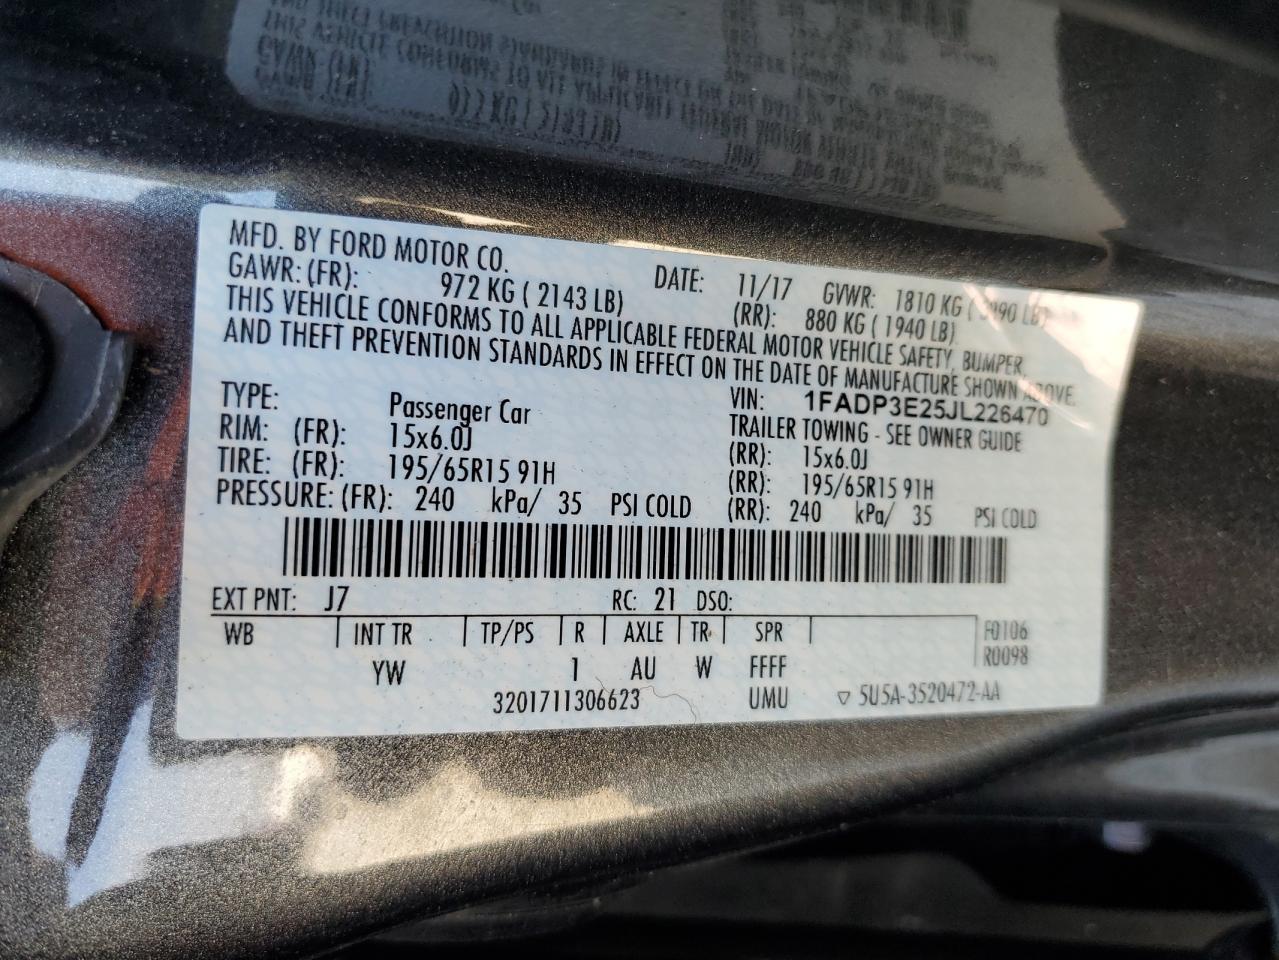 MFD. BY FORD MOTOR CO. DATE: 11/17 GVWR: 1810 KG ( 3990 LB)
GAWR: (FR): 972 KG ( 2143 LB) (RR): 880 KG ( 1940 LB)
THIS VEHICLE CONFORMS TO ALL APPLICABLE FEDERAL MOTOR VEHICLE SAFETY, BUMPER,
AND THEFT PREVENTION STANDARDS IN EFFECT ON THE DATE OF MANUFACTURE SHOWN ABOVE.
VIN: 1FADP3E25JL226470
TYPE: Passenger Car TRAILER TOWING - SEE OWNER GUIDE
RIM: (FR): 15x6.0J (RR): 15x6.0J
TIRE: (FR): 195/65R15 91H (RR): 195/65R15 91H
PRESSURE: (FR): 240 kPa/ 35 PSI COLD (RR): 240 kPa/ 35 PSI COLD
EXT PNT: J7 RC: 21 DSO:
WB INT TR TP/PS R AXLE TR SPR F0106
R0098
YW 1 AU W FFFF
3201711306623 UMU ▽ 5U5A-3520472-AA